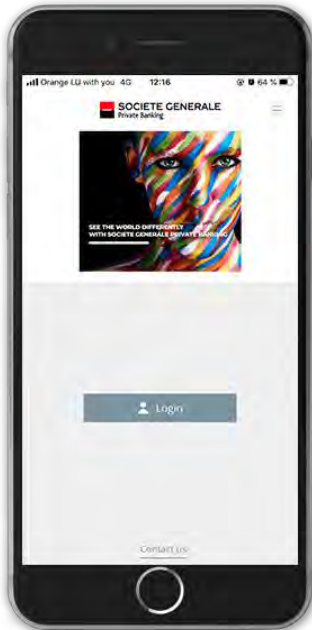 Orange LU with you 4G 12:16 64 %
SOCIETE GENERALE
Private Banking
SEE THE WORLD DIFFERENTLY
WITH SOCIETE GENERALE PRIVATE BANKING
Login
Contact us